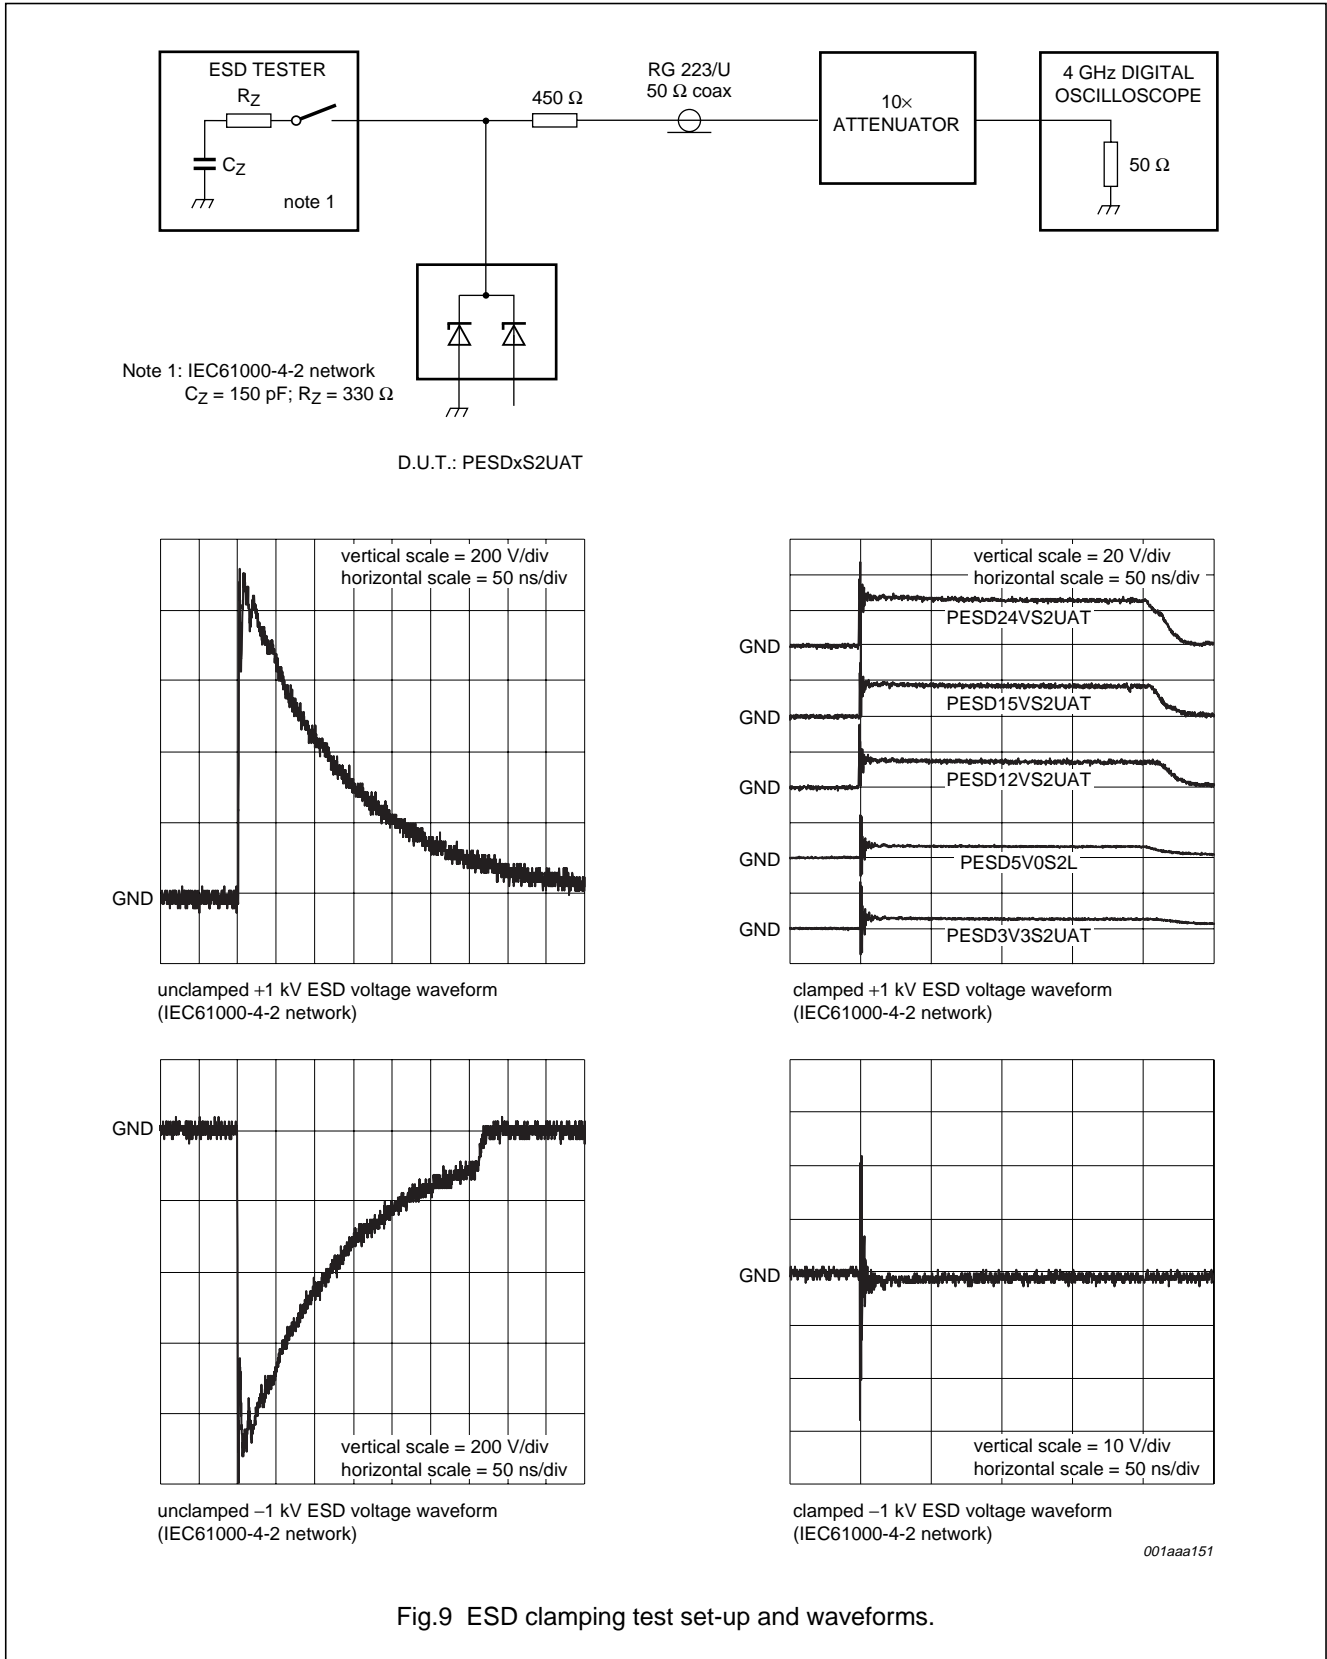 ESD TESTER
RZ
CZ
note 1
450 Ω
RG 223/U
50 Ω coax
10×
ATTENUATOR
4 GHz DIGITAL
OSCILLOSCOPE
50 Ω
Note 1: IEC61000-4-2 network
CZ = 150 pF; RZ = 330 Ω
D.U.T.: PESDxS2UAT
vertical scale = 200 V/div
horizontal scale = 50 ns/div
GND
unclamped +1 kV ESD voltage waveform
(IEC61000-4-2 network)
vertical scale = 20 V/div
horizontal scale = 50 ns/div
PESD24VS2UAT
GND
PESD15VS2UAT
GND
PESD12VS2UAT
GND
GND
PESD5V0S2L
GND
PESD3V3S2UAT
clamped +1 kV ESD voltage waveform
(IEC61000-4-2 network)
GND
vertical scale = 200 V/div
horizontal scale = 50 ns/div
unclamped −1 kV ESD voltage waveform
(IEC61000-4-2 network)
GND
vertical scale = 10 V/div
horizontal scale = 50 ns/div
clamped −1 kV ESD voltage waveform
(IEC61000-4-2 network)
001aaa151
Fig.9 ESD clamping test set-up and waveforms.